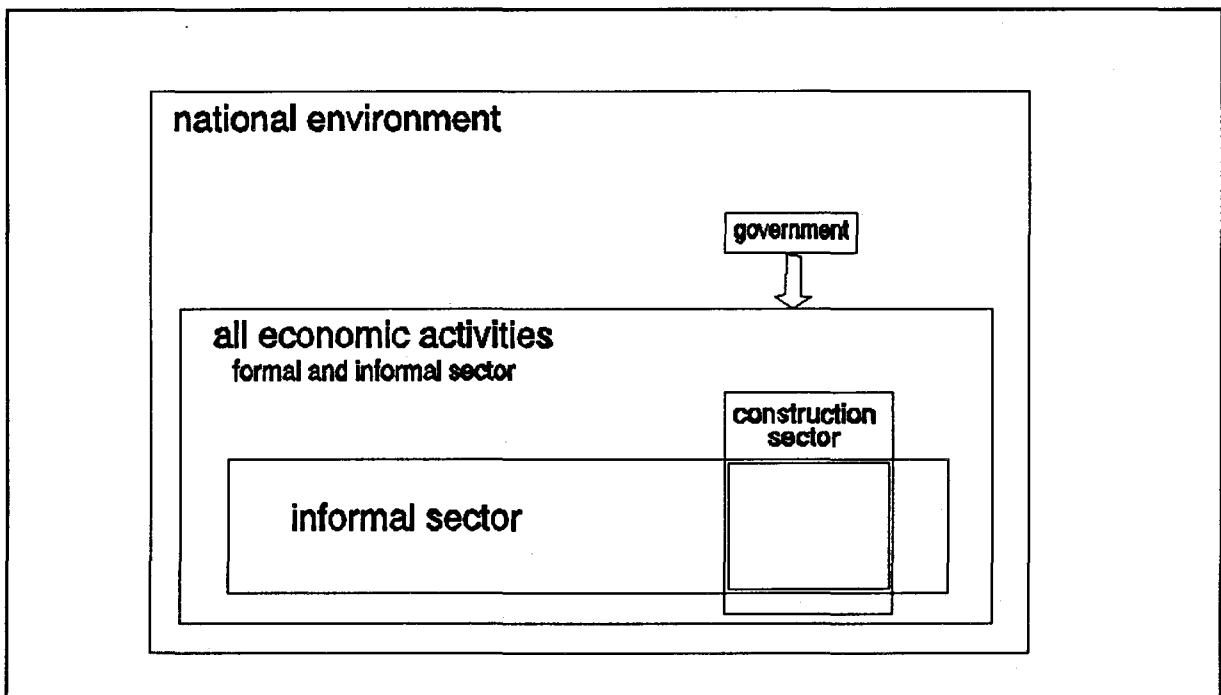 national environment
government
all economic activities
formal and informal sector
construction
sector
informal sector